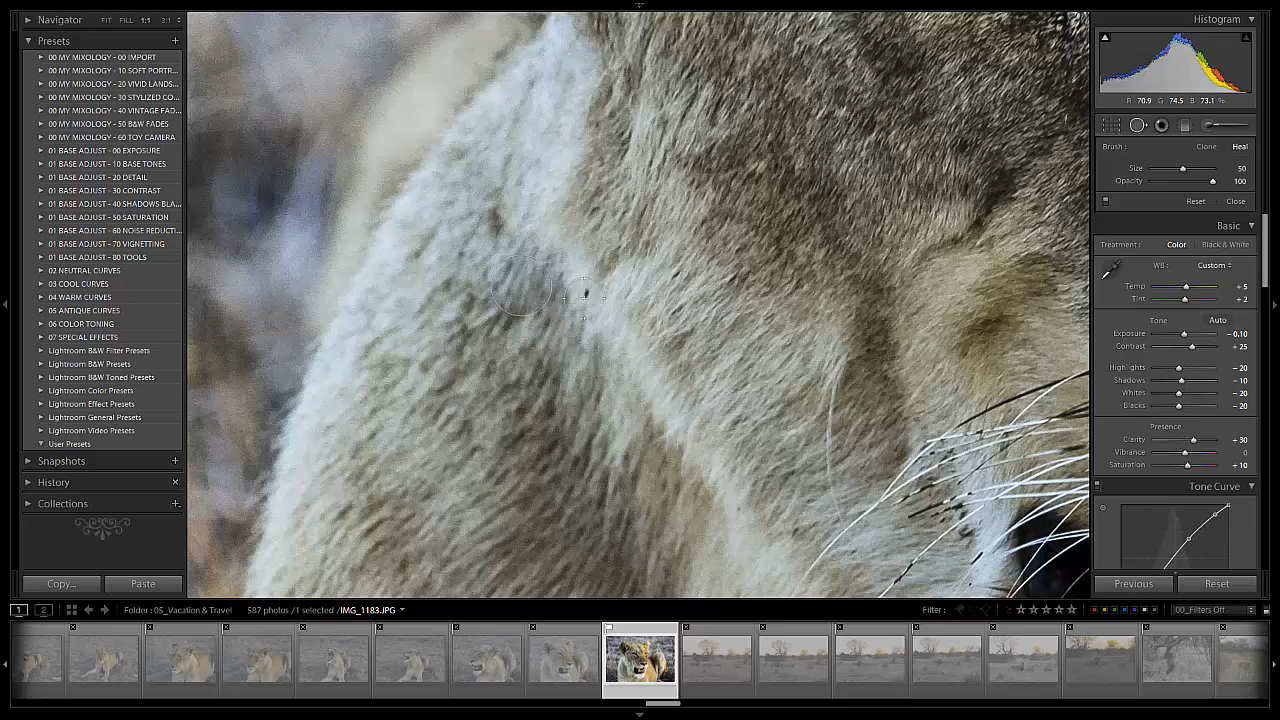 Navigator FIT FILL 1:1 3:1
Presets +
00 MY MIXOLOGY - 00 IMPORT
00 MY MIXOLOGY - 10 SOFT PORTR...
00 MY MIXOLOGY - 20 VIVID LANDS...
00 MY MIXOLOGY - 30 STYLIZED CO...
00 MY MIXOLOGY - 40 VINTAGE FAD...
00 MY MIXOLOGY - 50 B&W FADES
00 MY MIXOLOGY - 60 TOY CAMERA
01 BASE ADJUST - 00 EXPOSURE
01 BASE ADJUST - 10 BASE TONES
01 BASE ADJUST - 20 DETAIL
01 BASE ADJUST - 30 CONTRAST
01 BASE ADJUST - 40 SHADOWS BLA...
01 BASE ADJUST - 50 SATURATION
01 BASE ADJUST - 60 NOISE REDUCTI...
01 BASE ADJUST - 70 VIGNETTING
01 BASE ADJUST - 80 TOOLS
02 NEUTRAL CURVES
03 COOL CURVES
04 WARM CURVES
05 ANTIQUE CURVES
06 COLOR TONING
07 SPECIAL EFFECTS
Lightroom B&W Filter Presets
Lightroom B&W Presets
Lightroom B&W Toned Presets
Lightroom Color Presets
Lightroom Effect Presets
Lightroom General Presets
Lightroom Video Presets
User Presets
Snapshots +
History ×
Collections +
Copy... Paste
Histogram
R 70.9 G 74.5 B 73.1 %
Brush : Clone Heal
Size 50
Opacity 100
Reset Close
Basic
Treatment : Color Black & White
WB : Custom
Temp + 5
Tint + 2
Tone Auto
Exposure − 0.10
Contrast + 25
Highlights − 20
Shadows − 10
Whites − 20
Blacks − 20
Presence
Clarity + 30
Vibrance 0
Saturation + 10
Tone Curve
Previous Reset
1 2 Folder : 05_Vacation & Travel 587 photos / 1 selected / IMG_1183.JPG Filter : 00_Filters Off